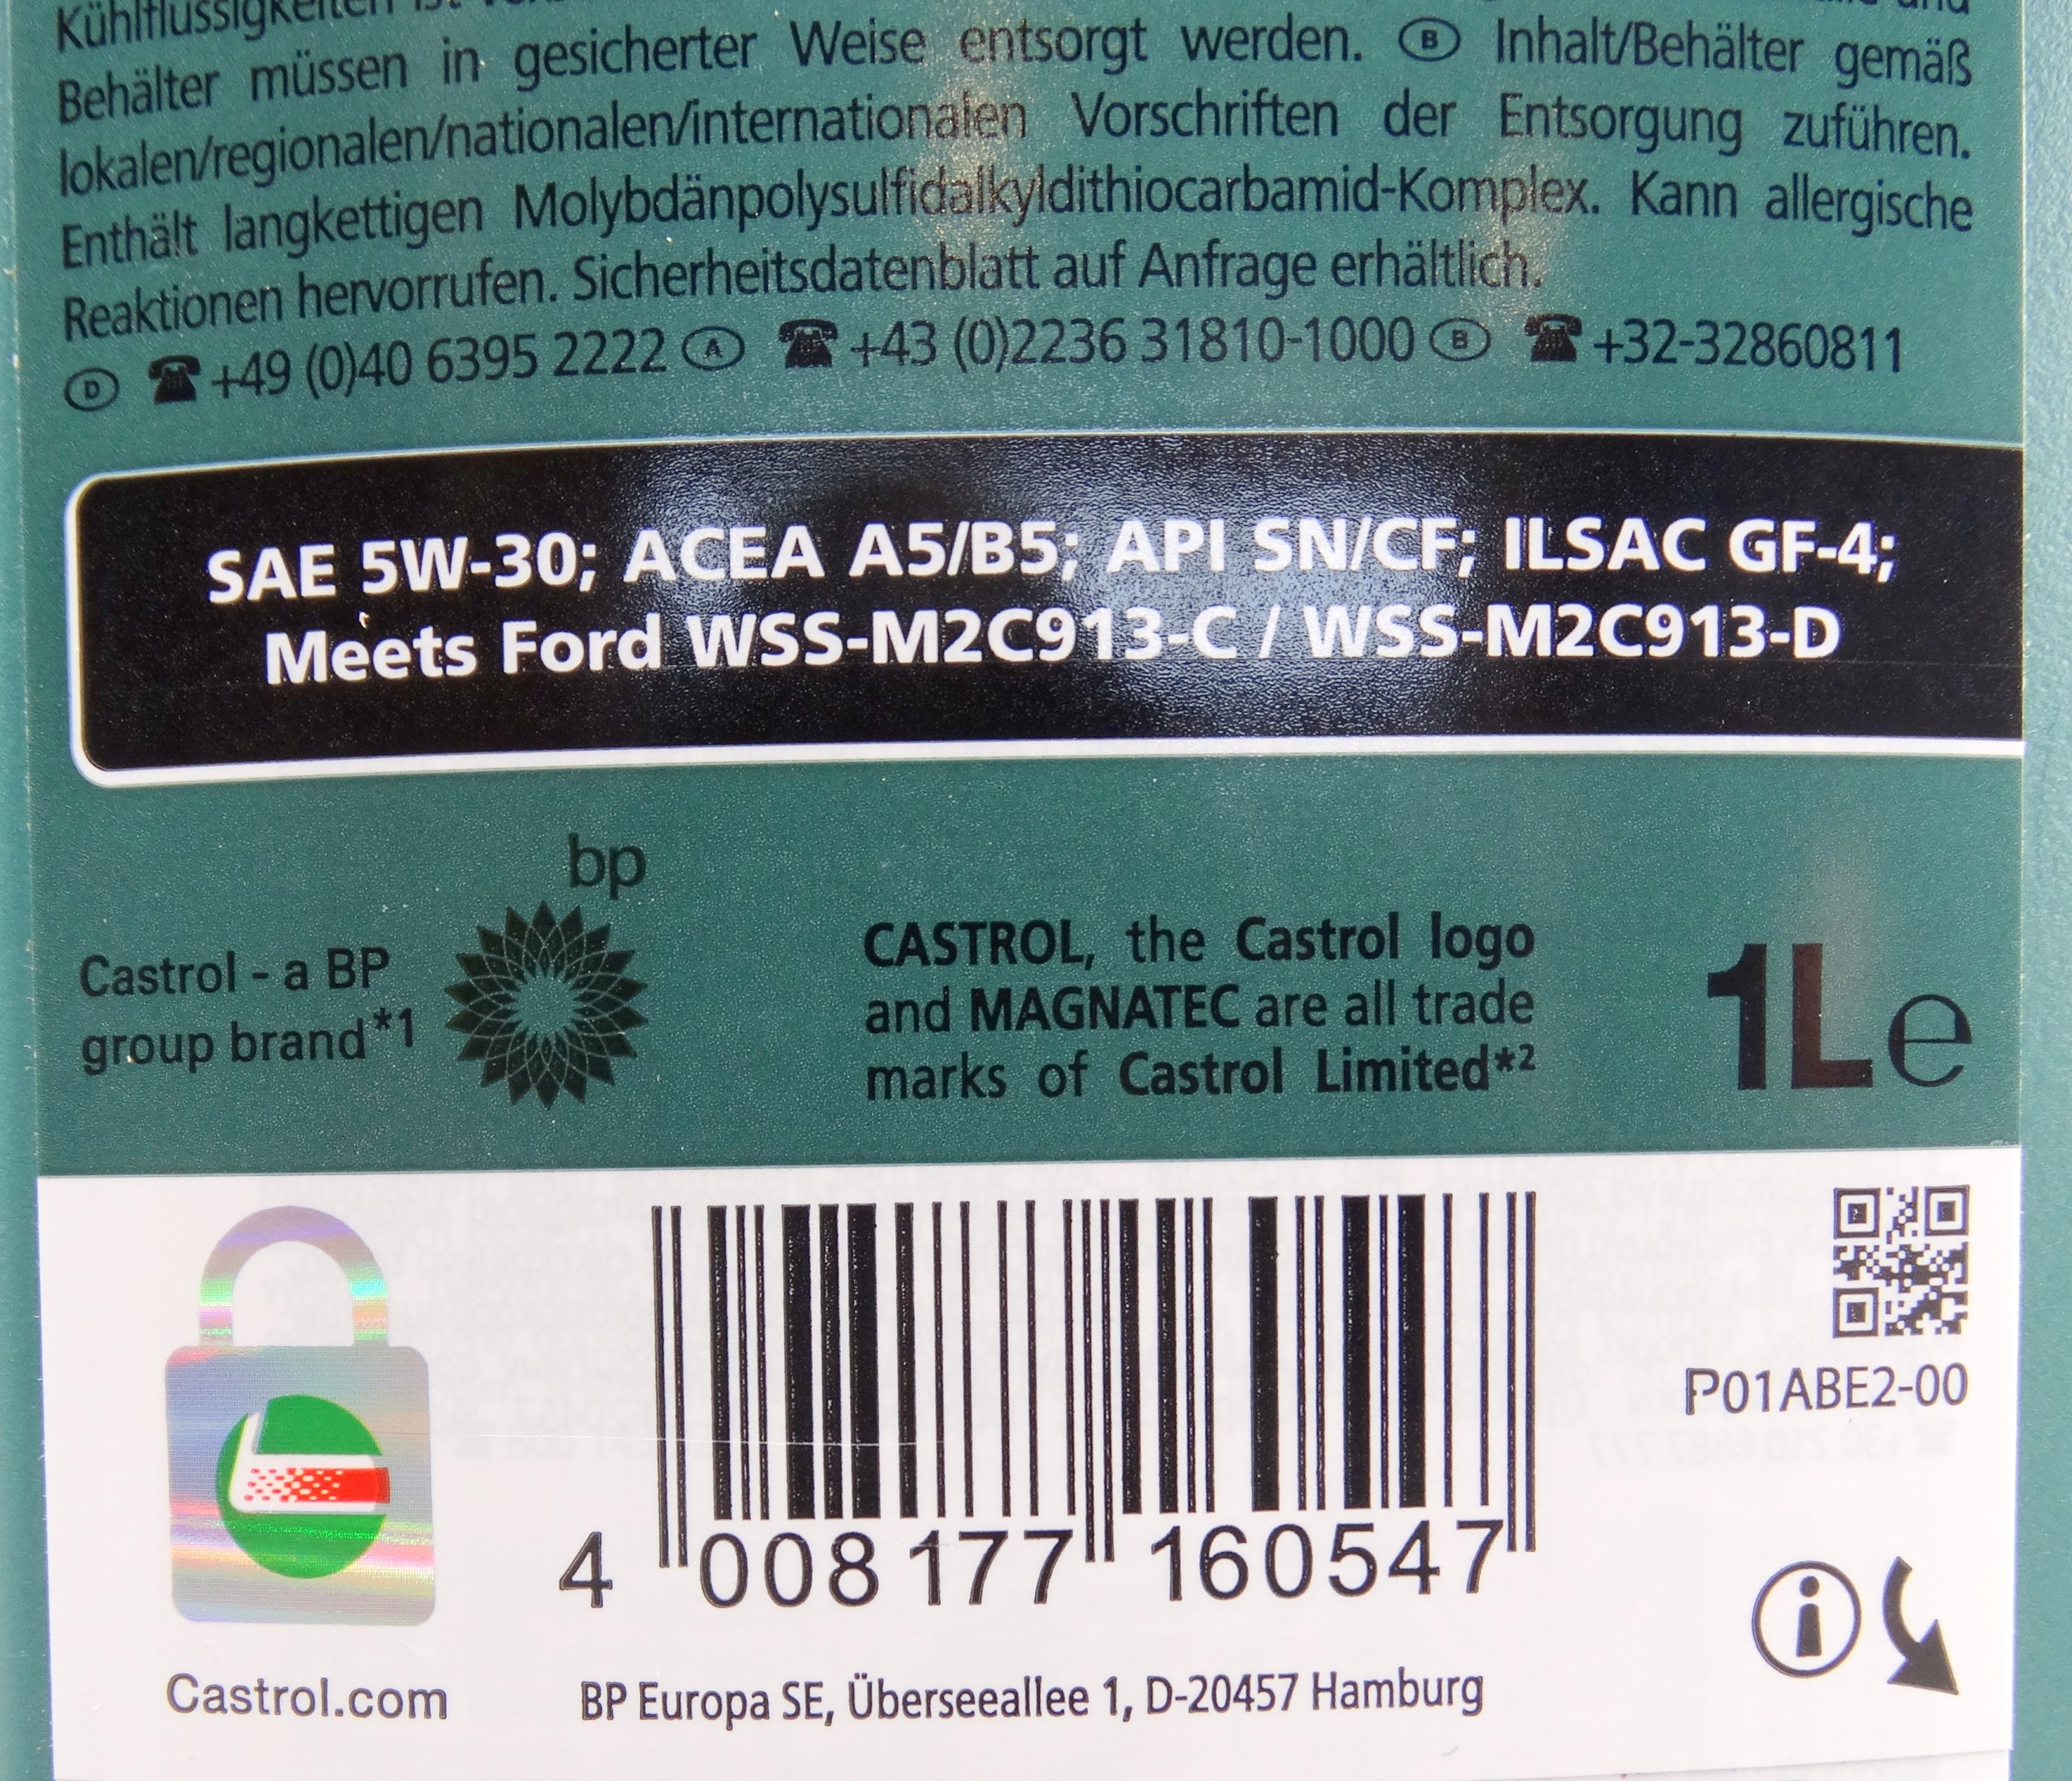 Kühlflüssigkeiten ist
Behälter müssen in gesicherter Weise entsorgt werden. B Inhalt/Behälter gemäß
lokalen/regionalen/nationalen/internationalen Vorschriften der Entsorgung zuführen.
Enthält langkettigen Molybdänpolysulfidalkyldithiocarbamid-Komplex. Kann allergische
Reaktionen hervorrufen. Sicherheitsdatenblatt auf Anfrage erhältlich.
D ☎ +49 (0)40 6395 2222 A ☎ +43 (0)2236 31810-1000 B ☎ +32-32860811
SAE 5W-30; ACEA A5/B5; API SN/CF; ILSAC GF-4;
Meets Ford WSS-M2C913-C / WSS-M2C913-D
bp
Castrol - a BP
group brand*1
CASTROL, the Castrol logo
and MAGNATEC are all trade
marks of Castrol Limited*2
1L e
P01ABE2-00
4 008177 160547
i
Castrol.com
BP Europa SE, Überseeallee 1, D-20457 Hamburg